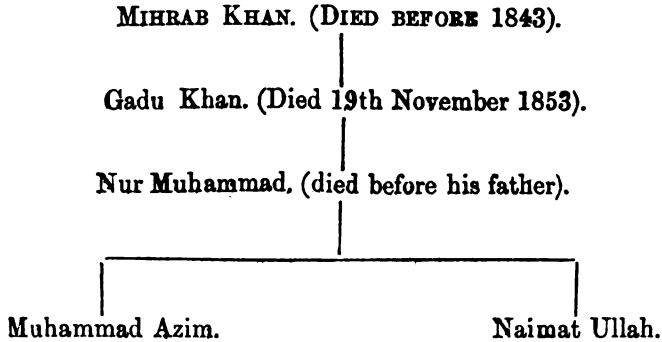 MIHRAB KHAN. (DIED BEFORE 1843).
Gadu Khan. (Died 19th November 1853).
Nur Muhammad, (died before his father).
Muhammad Azim. Naimat Ullah.